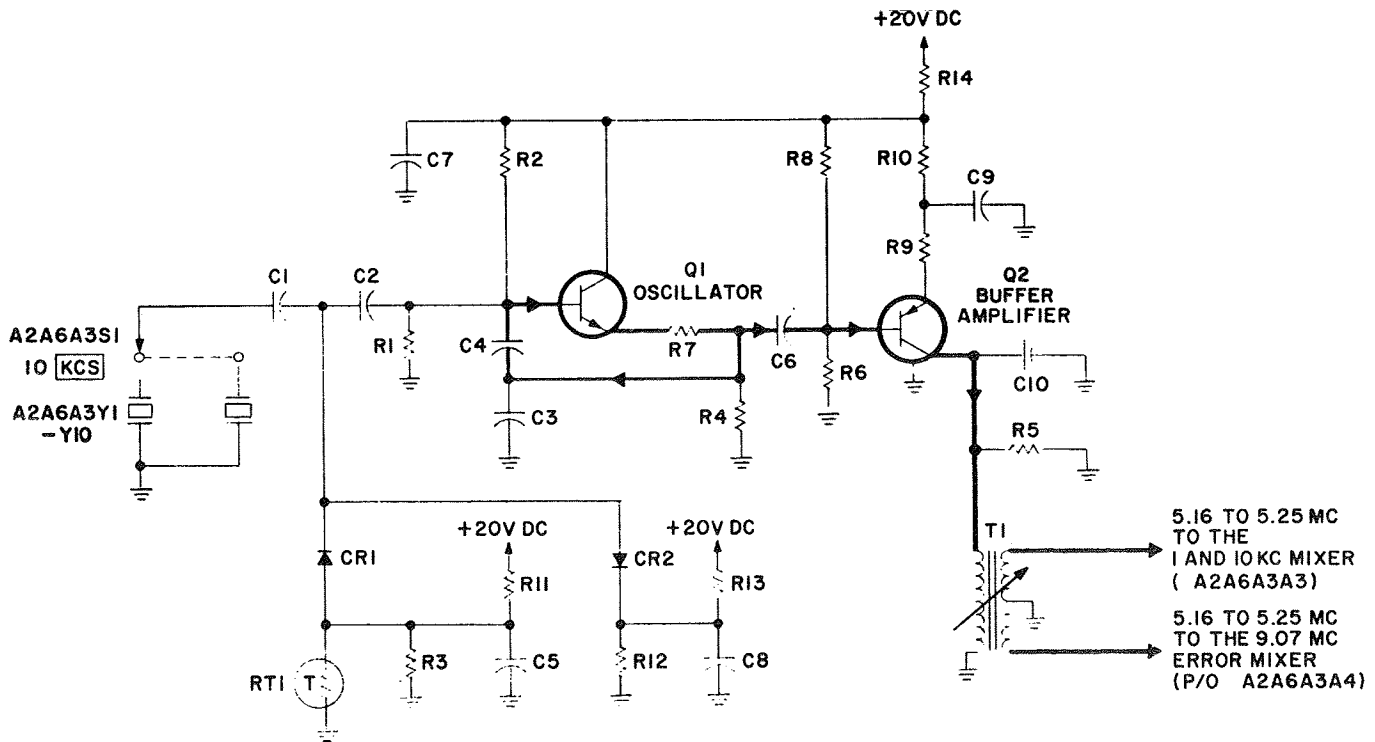 +20V DC
R14
C7
R2
R8
R10
C9
R9
C1
C2
Q1
OSCILLATOR
Q2
BUFFER
AMPLIFIER
A2A6A3S1
10 KCS
A2A6A3Y1
-Y10
R1
C4
R7
C6
R6
C10
C3
R4
R5
+20V DC
+20V DC
CR1
R11
CR2
R13
T1
5.16 TO 5.25 MC
TO THE
1 AND 10KC MIXER
( A2A6A3A3)
RT1
T
R3
C5
R12
C8
5.16 TO 5.25 MC
TO THE 9.07 MC
ERROR MIXER
(P/O A2A6A3A4)